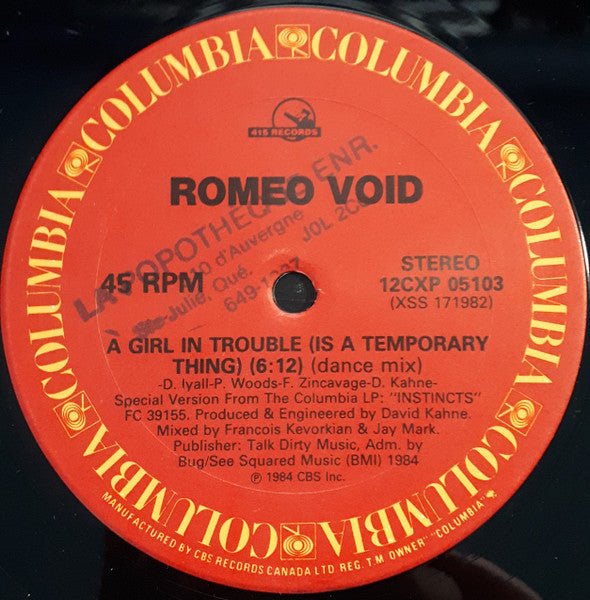 COLUMBIA COLUMBIA COLUMBIA COLUMBIA COLUMBIA COLUMBIA
415 RECORDS
ROMEO VOID
LA POPOTHEQUE ENR.
d'Auvergne
Ste-Julie, Qué. JOL 2C
649-1
45 RPM
STEREO
12CXP 05103
(XSS 171982)
A GIRL IN TROUBLE (IS A TEMPORARY
THING) (6:12) (dance mix)
-D. Iyall-P. Woods-F. Zincavage-D. Kahne-
Special Version From The Columbia LP: "INSTINCTS"
FC 39155. Produced & Engineered by David Kahne.
Mixed by Francois Kevorkian & Jay Mark.
Publisher: Talk Dirty Music, Adm. by
Bug/See Squared Music (BMI) 1984
℗ 1984 CBS Inc.
MANUFACTURED BY CBS RECORDS CANADA LTD REG. T.M OWNER "COLUMBIA"